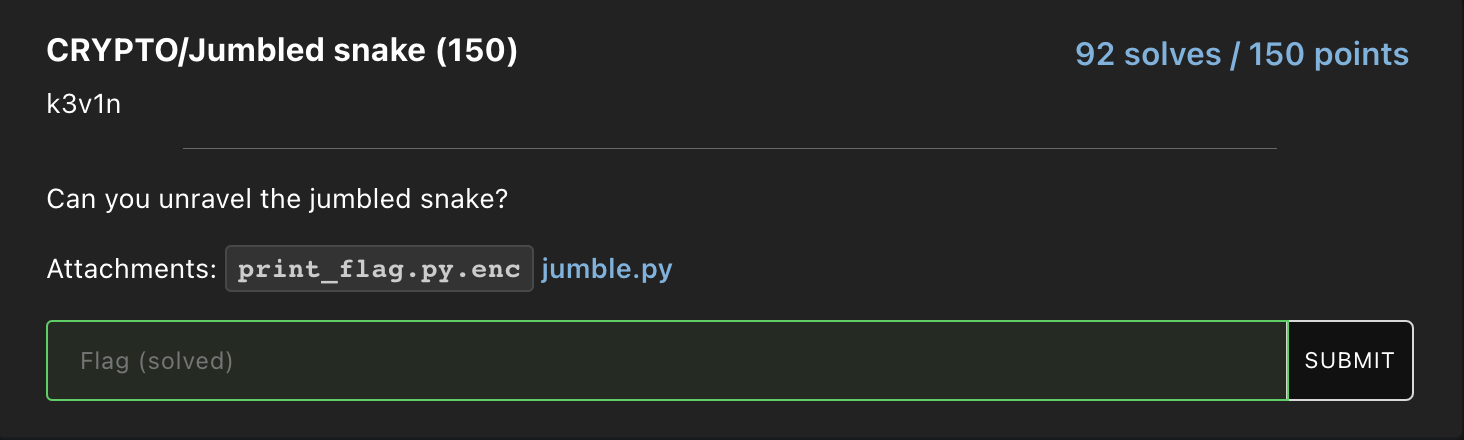 CRYPTO/Jumbled snake (150)
92 solves / 150 points
k3v1n
Can you unravel the jumbled snake?
Attachments: print_flag.py.enc jumble.py
Flag (solved)
SUBMIT